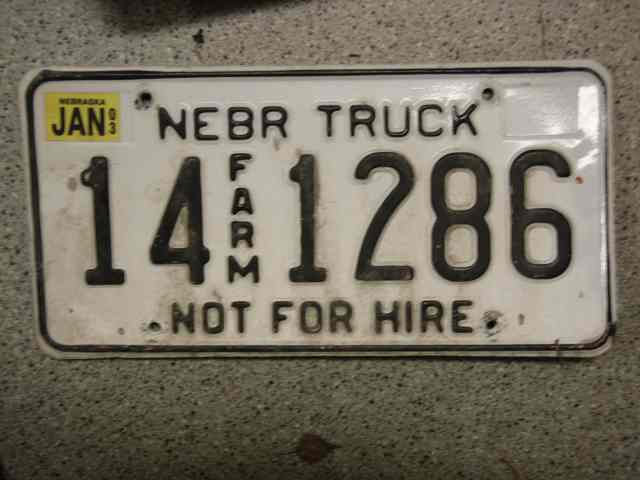 NEBRASKA
JAN 03
NEBR TRUCK
14 FARM 1286
NOT FOR HIRE